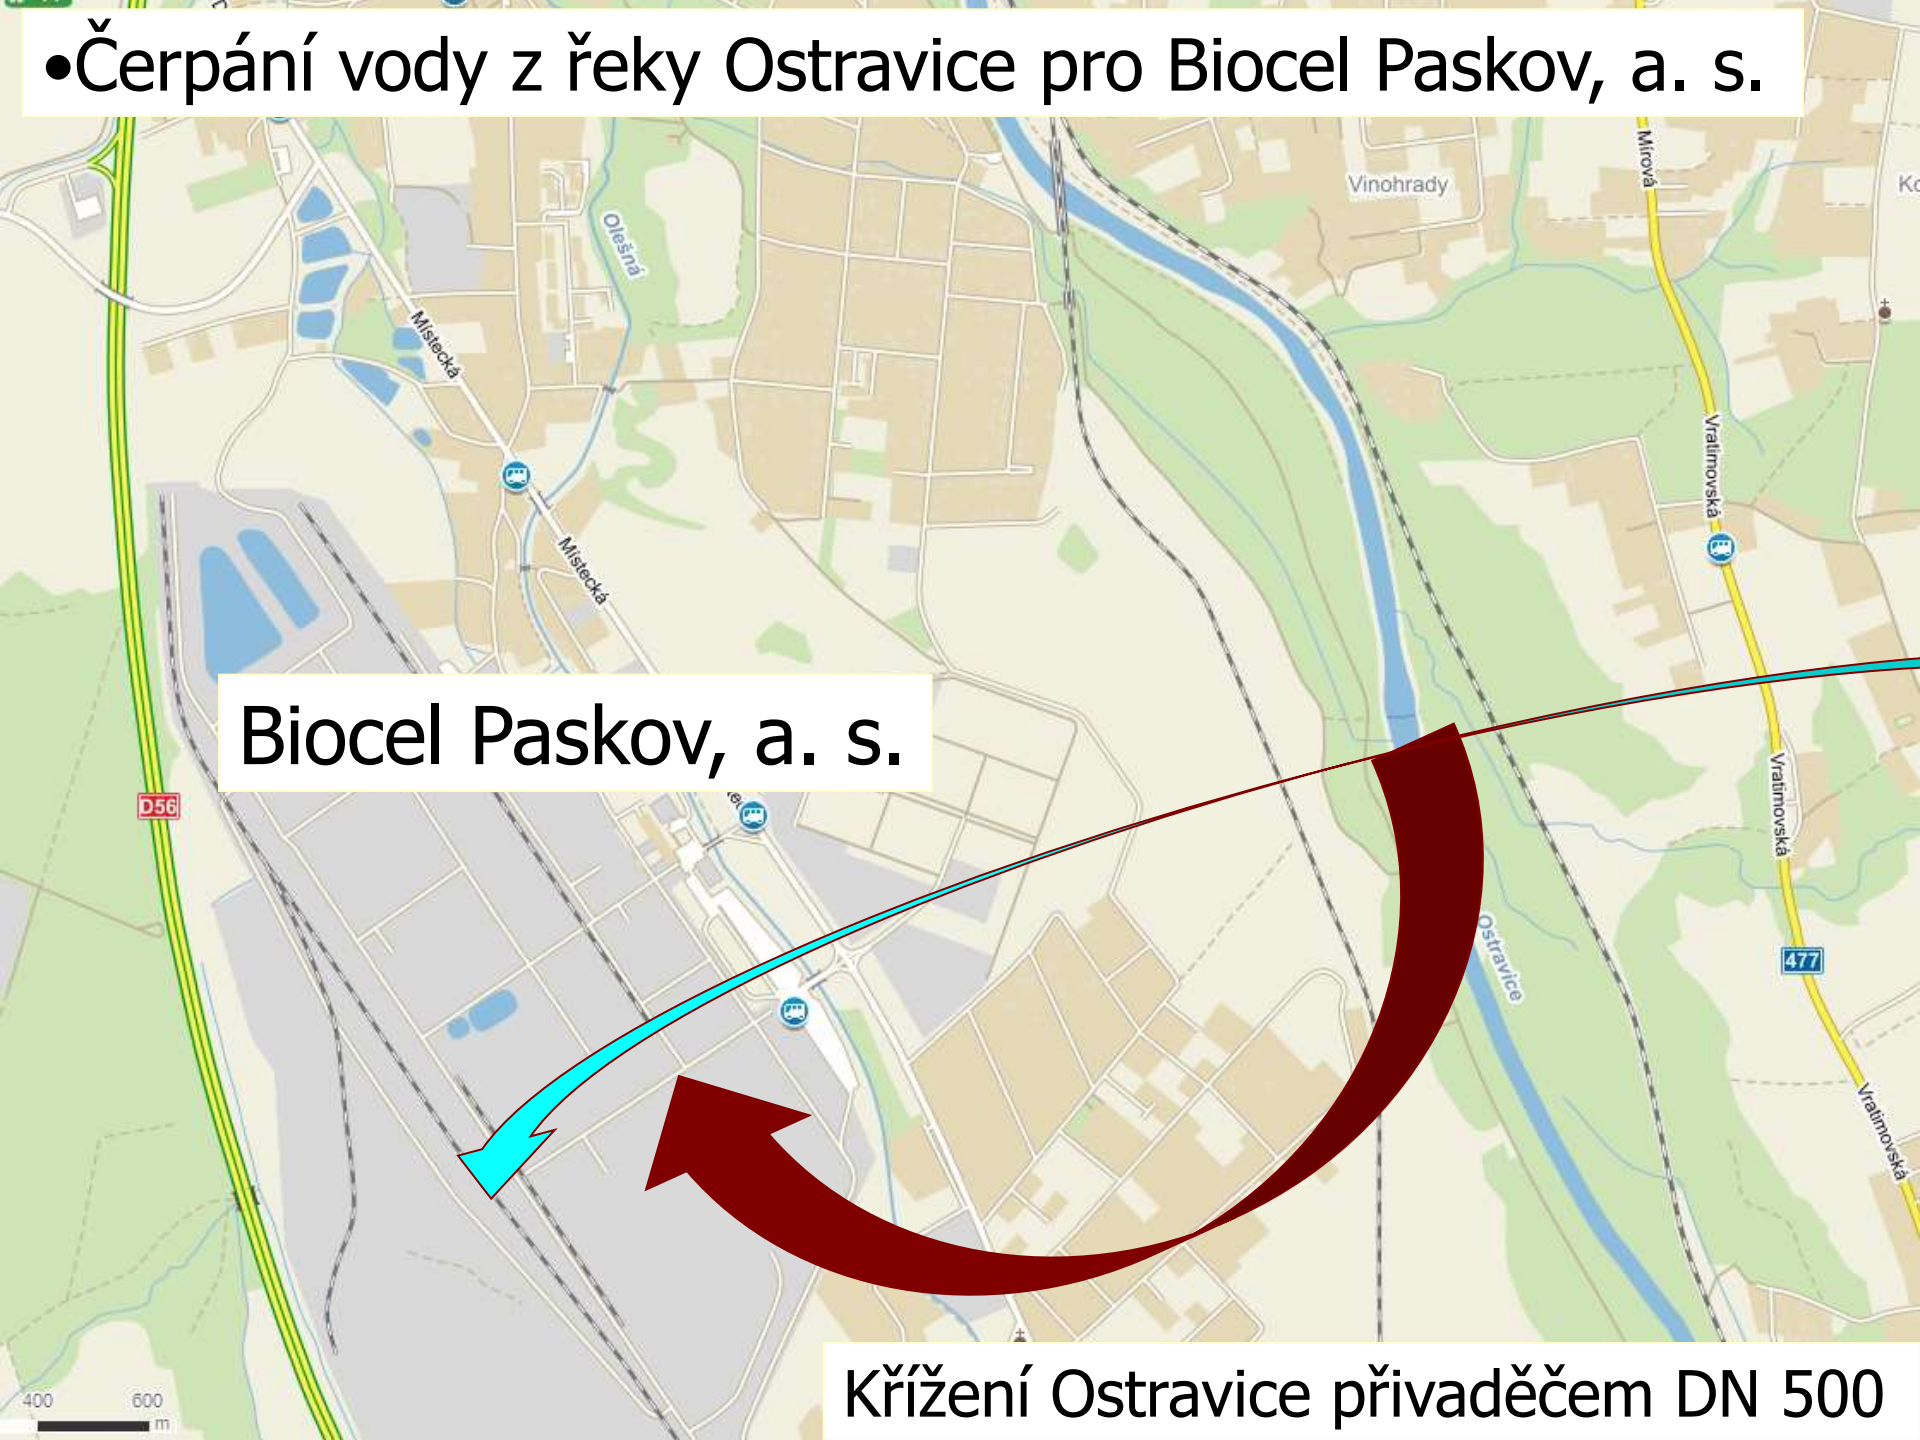 •Čerpání vody z řeky Ostravice pro Biocel Paskov, a. s.
Mírová
Vinohrady
Olešná
Místecká
Vratimovská
Místecká
Biocel Paskov, a. s.
D56
Vratimovská
Ostravice
477
Vratimovská
Křížení Ostravice přivaděčem DN 500
400 600
m